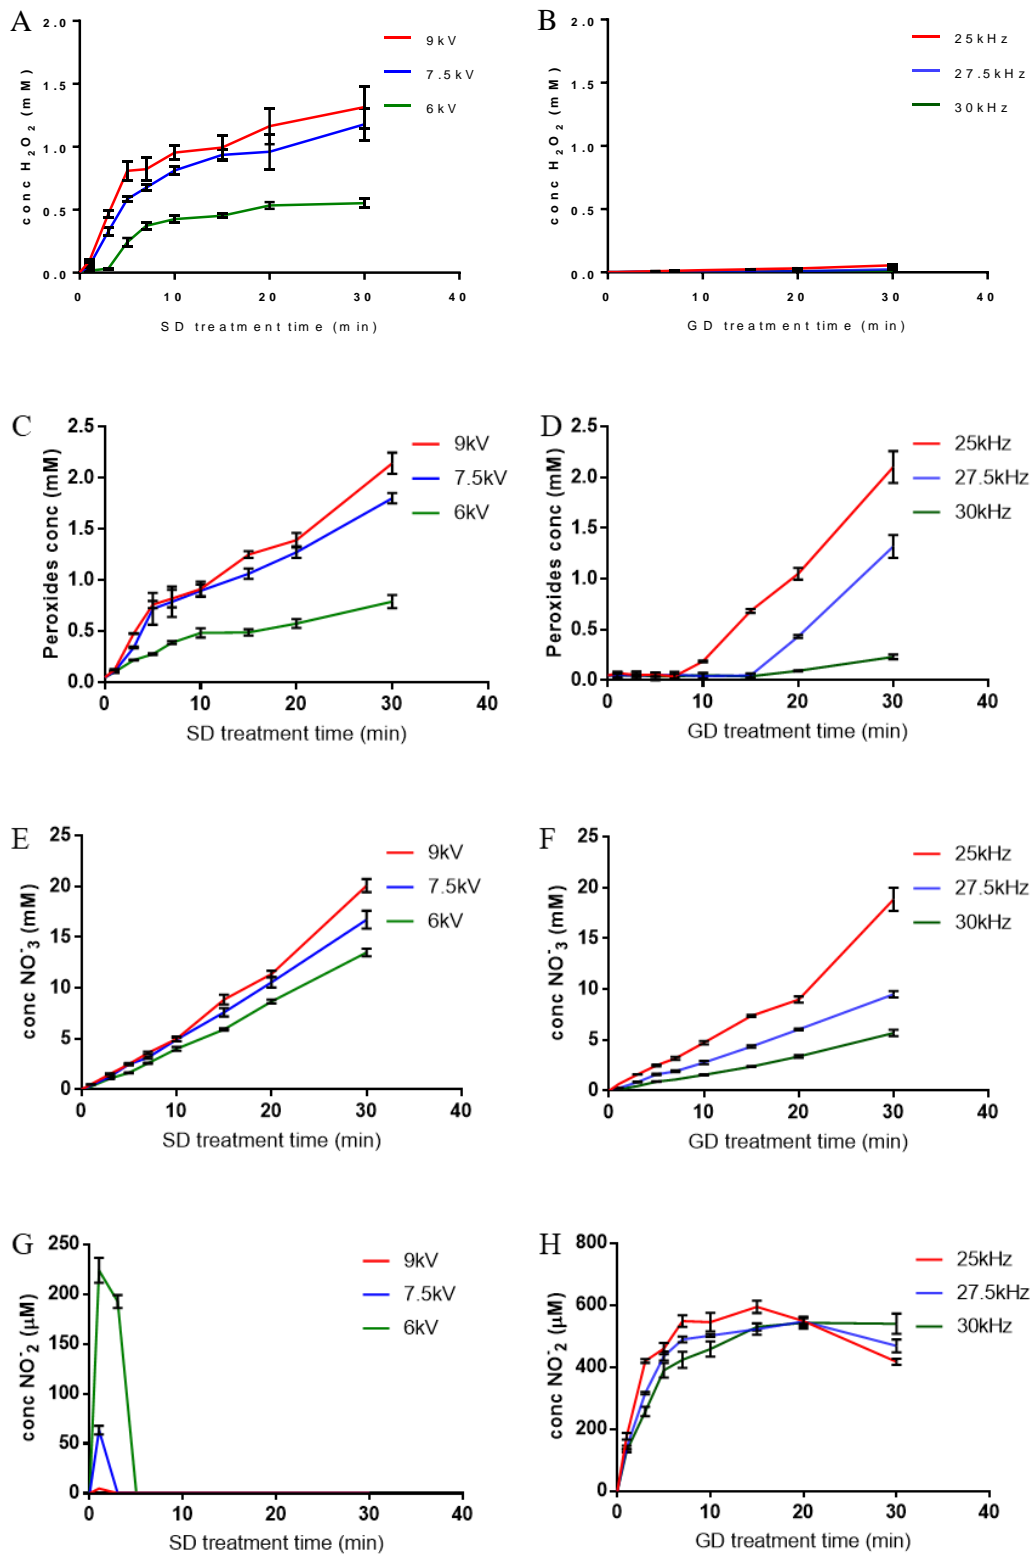 A
2.0
1.5
1.0
0.5
0.0
conc H2O2 (mM)
0 10 20 30 40
SD treatment time (min)
9kV
7.5kV
6kV
B
2.0
1.5
1.0
0.5
0.0
conc H2O2 (mM)
0 10 20 30 40
GD treatment time (min)
25kHz
27.5kHz
30kHz
C
2.5
2.0
1.5
1.0
0.5
0.0
Peroxides conc (mM)
0 10 20 30 40
SD treatment time (min)
9kV
7.5kV
6kV
D
2.5
2.0
1.5
1.0
0.5
0.0
Peroxides conc (mM)
0 10 20 30 40
GD treatment time (min)
25kHz
27.5kHz
30kHz
E
25
20
15
10
5
0
conc NO-3 (mM)
0 10 20 30 40
SD treatment time (min)
9kV
7.5kV
6kV
F
25
20
15
10
5
0
conc NO-3 (mM)
0 10 20 30 40
GD treatment time (min)
25kHz
27.5kHz
30kHz
G
250
200
150
100
50
0
conc NO-2 (µM)
0 10 20 30 40
SD treatment time (min)
9kV
7.5kV
6kV
H
800
600
400
200
0
conc NO-2 (µM)
0 10 20 30 40
GD treatment time (min)
25kHz
27.5kHz
30kHz